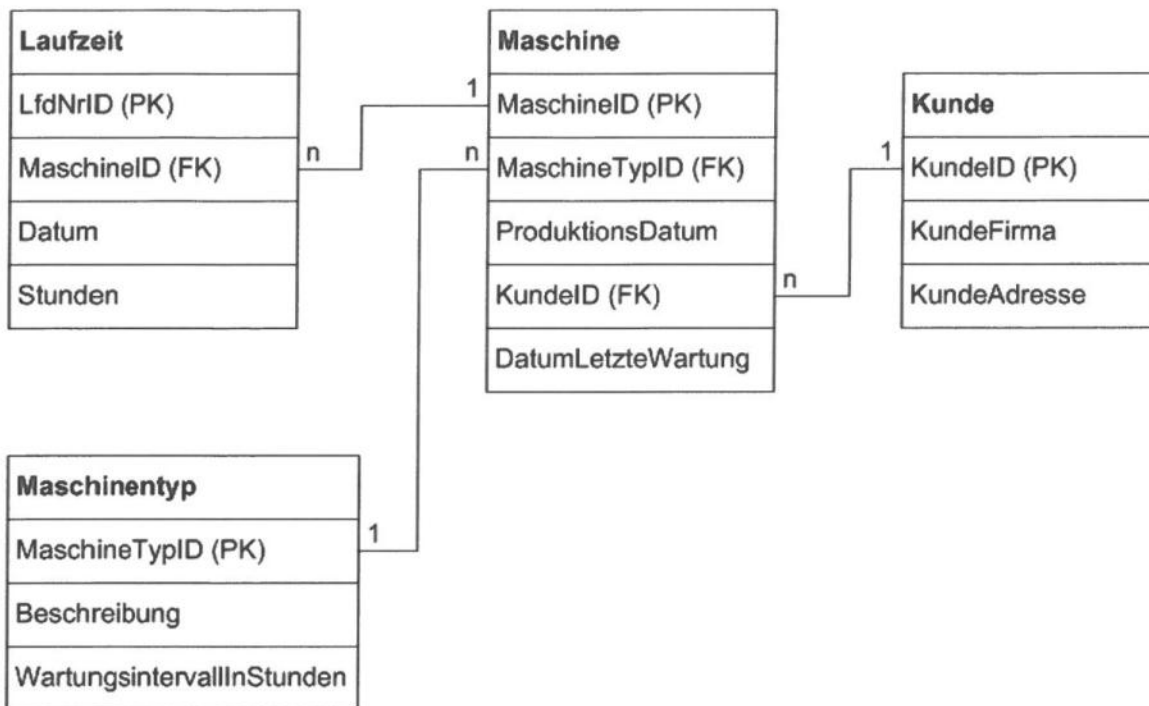 Laufzeit
LfdNrID (PK)
MaschineID (FK)
Datum
Stunden
n
1
Maschine
MaschineID (PK)
MaschineTypID (FK)
ProduktionsDatum
KundeID (FK)
DatumLetzteWartung
n
n
1
Kunde
KundeID (PK)
KundeFirma
KundeAdresse
Maschinentyp
MaschineTypID (PK)
Beschreibung
WartungsintervallInStunden
1